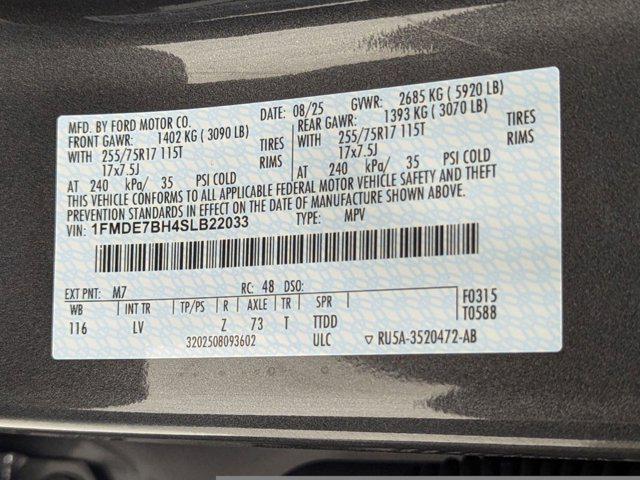 MFD. BY FORD MOTOR CO. DATE: 08/25 GVWR: 2685 KG ( 5920 LB)
FRONT GAWR: 1402 KG ( 3090 LB) REAR GAWR: 1393 KG ( 3070 LB)
WITH 255/75R17 115T TIRES WITH 255/75R17 115T TIRES
17x7.5J RIMS 17x7.5J RIMS
AT 240 kPa/ 35 PSI COLD AT 240 kPa/ 35 PSI COLD
THIS VEHICLE CONFORMS TO ALL APPLICABLE FEDERAL MOTOR VEHICLE SAFETY AND THEFT
PREVENTION STANDARDS IN EFFECT ON THE DATE OF MANUFACTURE SHOWN ABOVE.
VIN: 1FMDE7BH4SLB22033 TYPE: MPV
EXT PNT: M7 RC: 48 DSO: F0315
WB INT TR TP/PS R AXLE TR SPR T0588
116 LV Z 73 T TTDD
3202508093602 ULC RU5A-3520472-AB